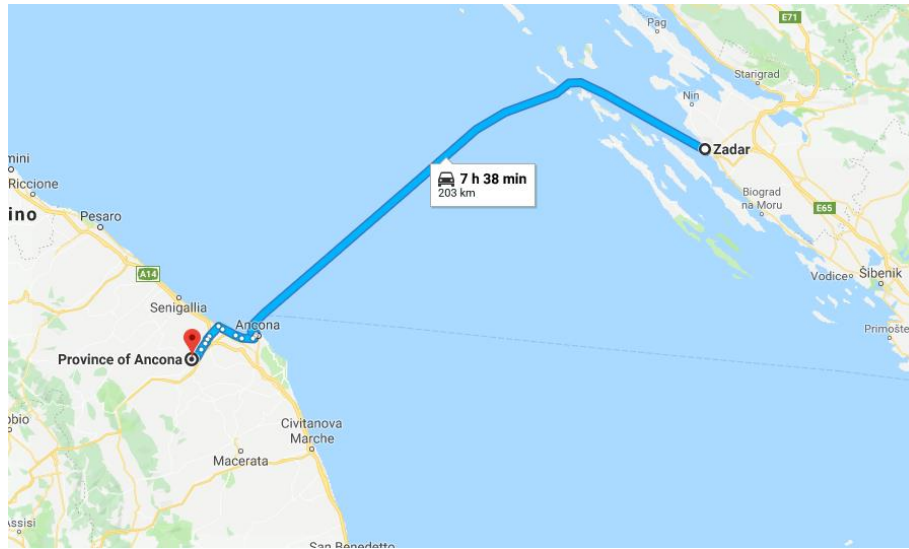 Pag
E71
Starigrad
Nin
Zadar
7 h 38 min
203 km
mini
Riccione
ino
Pesaro
Biograd
na Moru
E65
A14
Vodice
Šibenik
Senigallia
Ancona
Primošte
Province of Ancona
Civitanova
Marche
bbio
Macerata
Assisi
San Benedetto